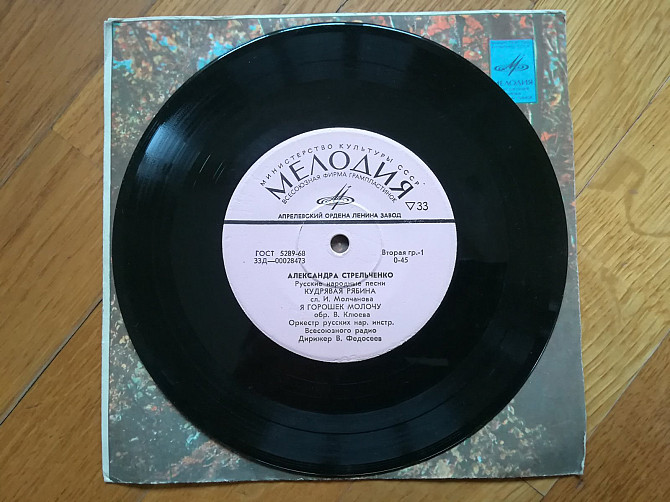 МИНИСТЕРСТВО КУЛЬТУРЫ СССР
МЕЛОДИЯ
ВСЕСОЮЗНАЯ ФИРМА ГРАМПЛАСТИНОК
▽33
АПРЕЛЕВСКИЙ ОРДЕНА ЛЕНИНА ЗАВОД
ГОСТ 5289-68 Вторая гр.-1
33Д—00028473 0-45
АЛЕКСАНДРА СТРЕЛЬЧЕНКО
Русские народные песни
КУДРЯВАЯ РЯБИНА
сл. И. Молчанова
Я ГОРОШЕК МОЛОЧУ
обр. В. Клюева
Оркестр русских нар. инстр.
Всесоюзного радио
Дирижер В. Федосеев
МЕЛОДИЯ